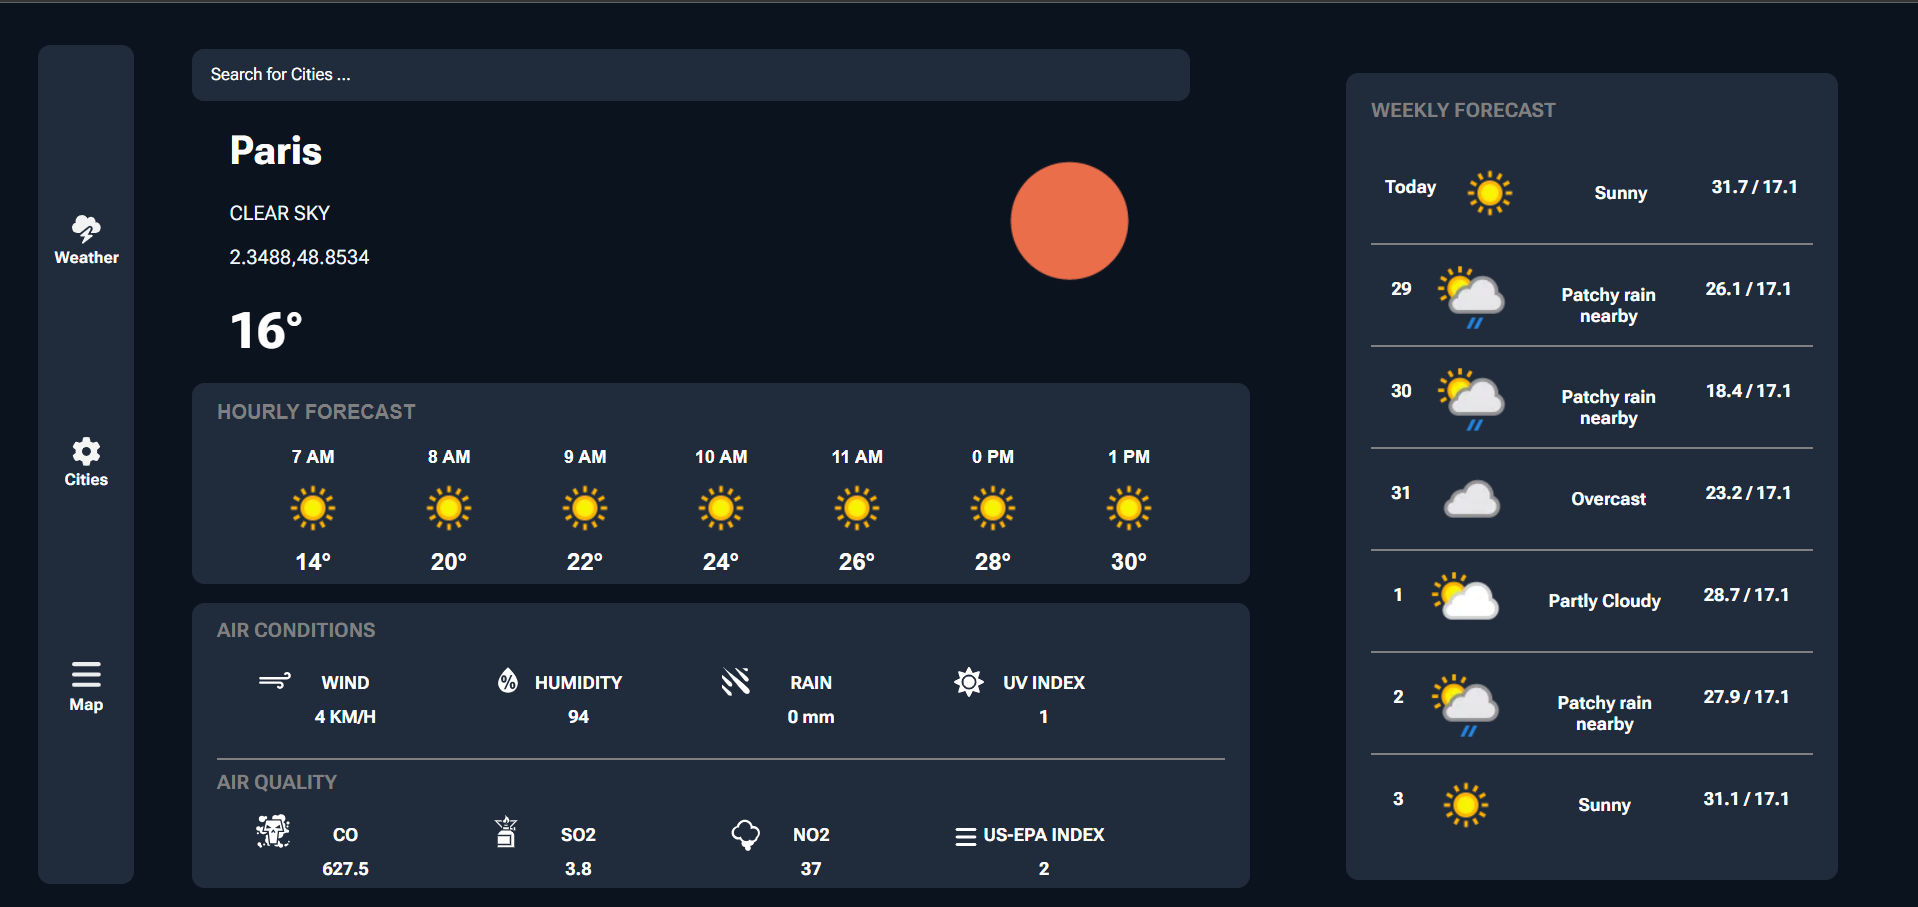 Weather
Cities
Map
Search for Cities ...
Paris
CLEAR SKY
2.3488,48.8534
16°
HOURLY FORECAST
7 AM 8 AM 9 AM 10 AM 11 AM 0 PM 1 PM
14° 20° 22° 24° 26° 28° 30°
AIR CONDITIONS
WIND HUMIDITY RAIN UV INDEX
4 KM/H 94 0 mm 1
AIR QUALITY
CO SO2 NO2 US-EPA INDEX
627.5 3.8 37 2
WEEKLY FORECAST
Today Sunny 31.7 / 17.1
29 Patchy rain nearby 26.1 / 17.1
30 Patchy rain nearby 18.4 / 17.1
31 Overcast 23.2 / 17.1
1 Partly Cloudy 28.7 / 17.1
2 Patchy rain nearby 27.9 / 17.1
3 Sunny 31.1 / 17.1